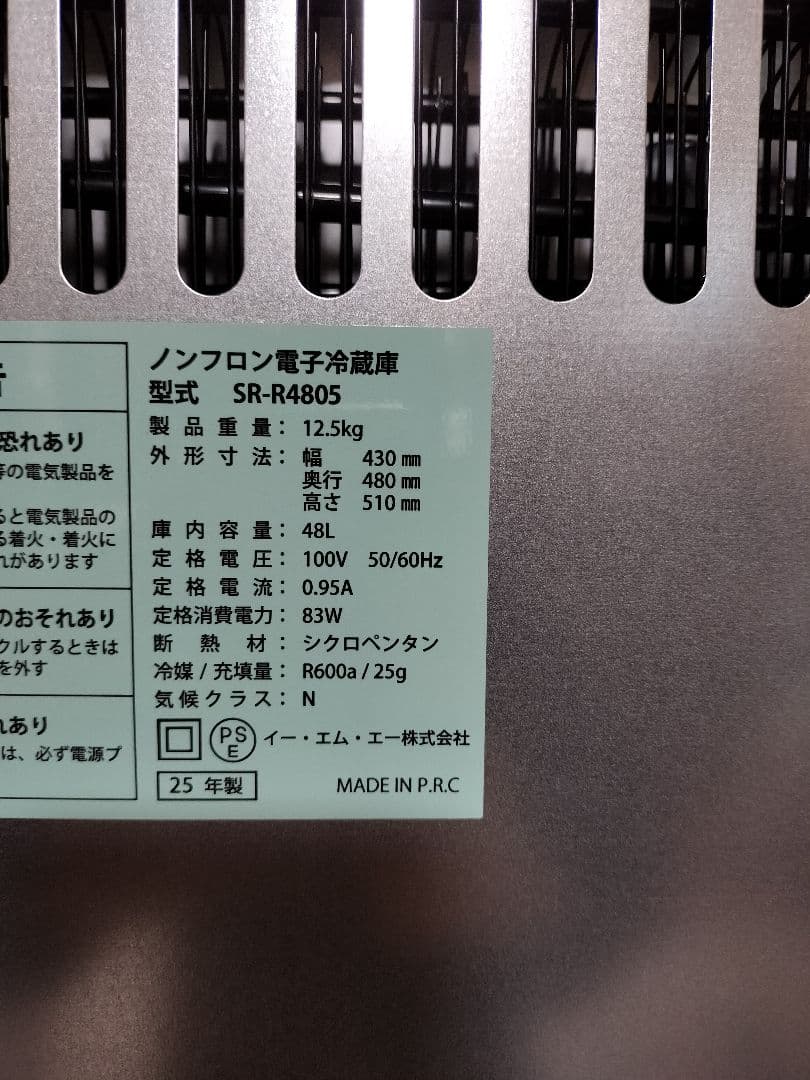 恐れあり
等の電気製品を
ると電気製品の
る着火・着火に
れがあります
のおそれあり
クルするときは
を外す
れあり
は、必ず電源プ
ノンフロン電子冷蔵庫
型式 SR-R4805
製品重量： 12.5kg
外形寸法： 幅 430㎜
奥行 480㎜
高さ 510㎜
庫内容量： 48L
定格電圧： 100V 50/60Hz
定格電流： 0.95A
定格消費電力： 83W
断熱材： シクロペンタン
冷媒/充填量： R600a / 25g
気候クラス： N
PSE イー・エム・エー株式会社
25 年製 MADE IN P.R.C